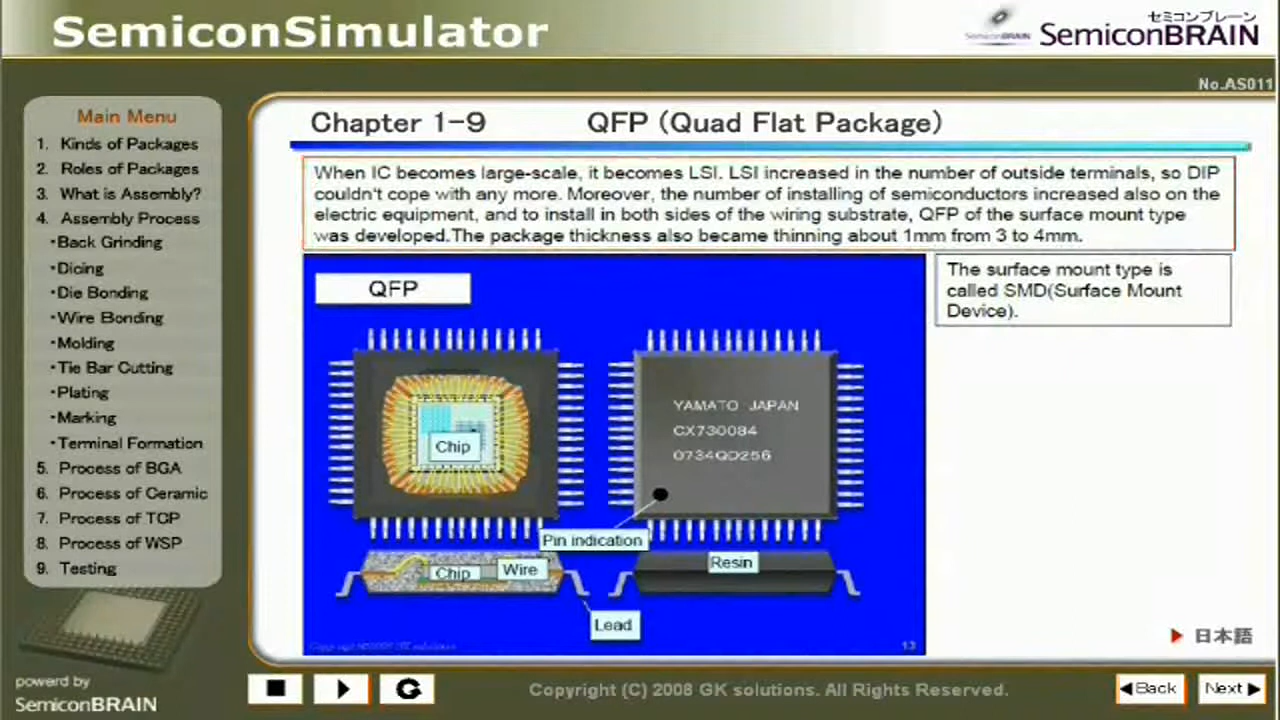 SemiconSimulator
セミコンブレーン
SemiconBRAIN SemiconBRAIN
No.AS011
Main Menu
1. Kinds of Packages
2. Roles of Packages
3. What is Assembly?
4. Assembly Process
・Back Grinding
・Dicing
・Die Bonding
・Wire Bonding
・Molding
・Tie Bar Cutting
・Plating
・Marking
・Terminal Formation
5. Process of BGA
6. Process of Ceramic
7. Process of TCP
8. Process of WSP
9. Testing
powerd by
SemiconBRAIN
Chapter 1-9 QFP (Quad Flat Package)
When IC becomes large-scale, it becomes LSI. LSI increased in the number of outside terminals, so DIP
couldn't cope with any more. Moreover, the number of installing of semiconductors increased also on the
electric equipment, and to install in both sides of the wiring substrate, QFP of the surface mount type
was developed.The package thickness also became thinning about 1mm from 3 to 4mm.
QFP
The surface mount type is
called SMD(Surface Mount
Device).
Chip
YAMATO JAPAN
CX730084
0734QD256
Pin indication
Chip
Wire
Resin
Lead
13
日本語
Copyright (C) 2008 GK solutions. All Rights Reserved.
Back
Next